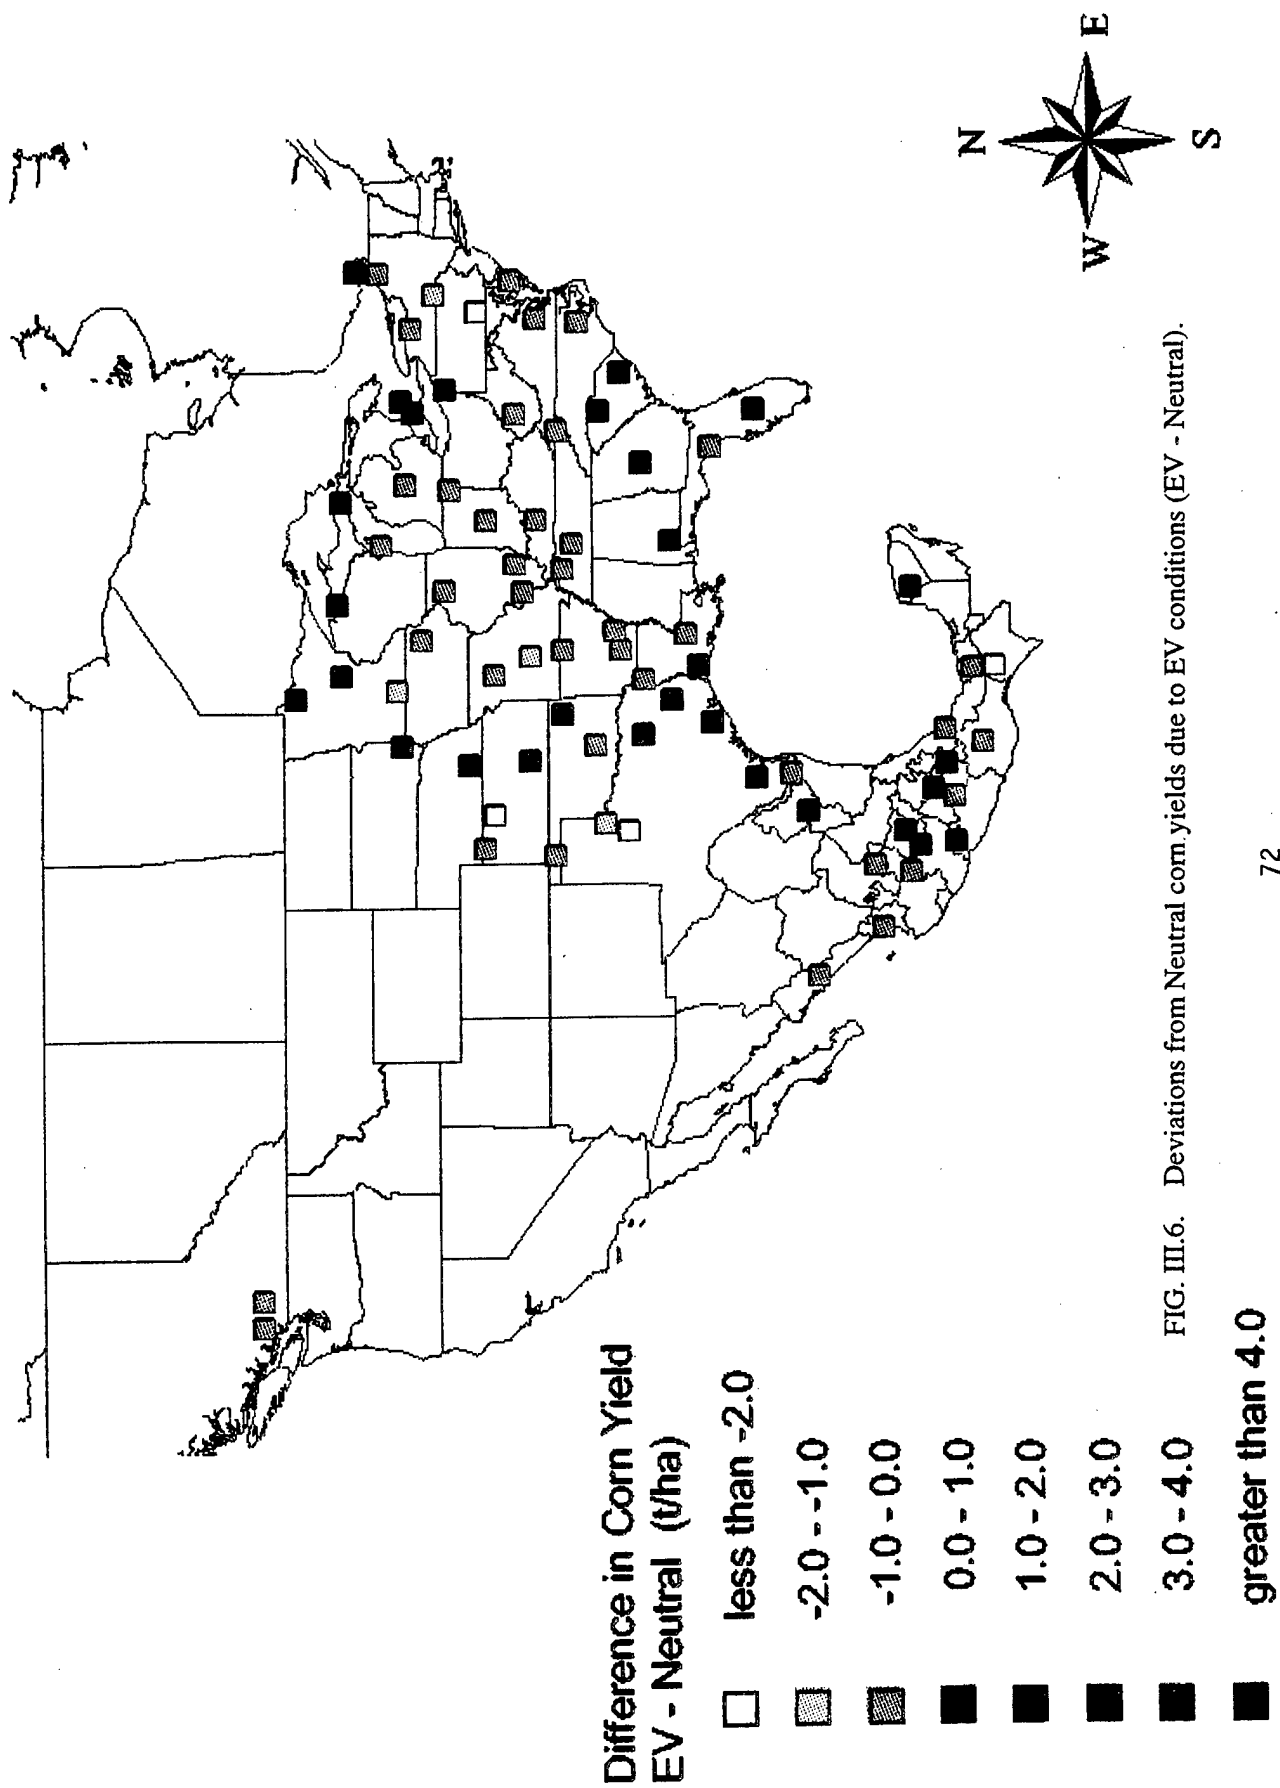 N
W
E
S
Difference in Corn Yield
EV - Neutral (t/ha)
less than -2.0
-2.0 - -1.0
-1.0 - 0.0
0.0 - 1.0
1.0 - 2.0
2.0 - 3.0
3.0 - 4.0
greater than 4.0
FIG. III.6. Deviations from Neutral corn yields due to EV conditions (EV - Neutral).
72